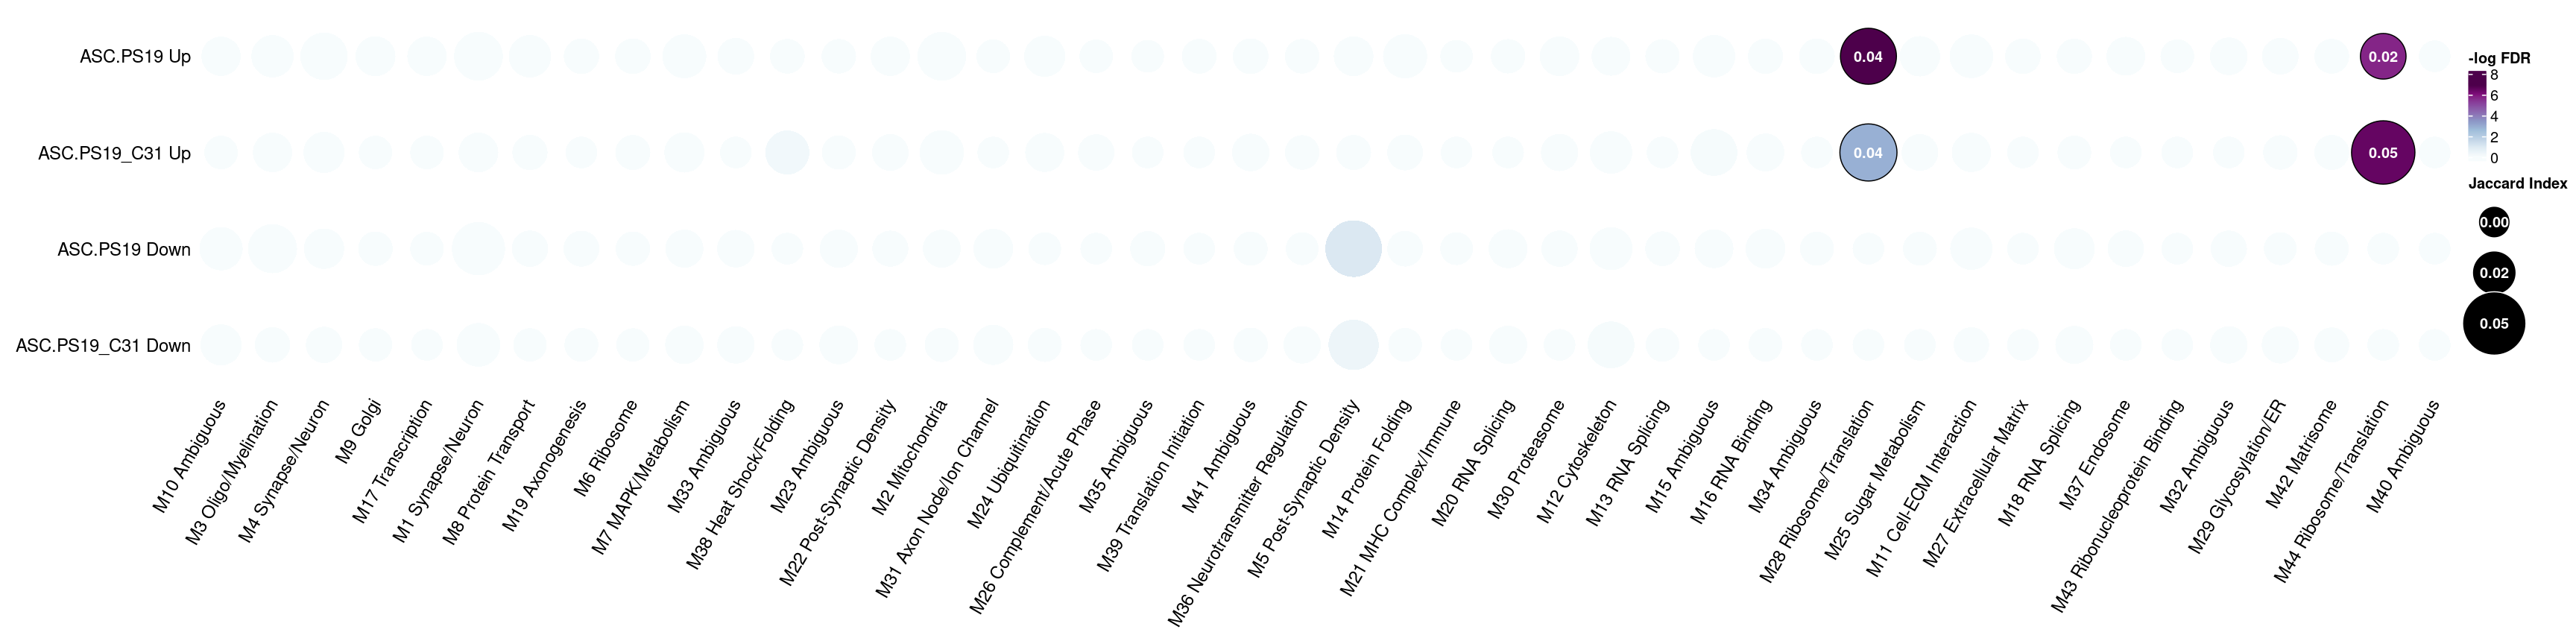 ASC.PS19 Up
0.04
0.02
ASC.PS19_C31 Up
0.04
0.05
ASC.PS19 Down
ASC.PS19_C31 Down
M10 Ambiguous
M3 Oligo/Myelination
M4 Synapse/Neuron
M9 Golgi
M17 Transcription
M1 Synapse/Neuron
M8 Protein Transport
M19 Axonogenesis
M6 Ribosome
M7 MAPK/Metabolism
M33 Ambiguous
M38 Heat Shock/Folding
M23 Ambiguous
M22 Post-Synaptic Density
M2 Mitochondria
M31 Axon Node/Ion Channel
M24 Ubiquitination
M26 Complement/Acute Phase
M35 Ambiguous
M39 Translation Initiation
M41 Ambiguous
M36 Neurotransmitter Regulation
M5 Post-Synaptic Density
M14 Protein Folding
M21 MHC Complex/Immune
M20 RNA Splicing
M30 Proteasome
M12 Cytoskeleton
M13 RNA Splicing
M15 Ambiguous
M16 RNA Binding
M34 Ambiguous
M28 Ribosome/Translation
M25 Sugar Metabolism
M11 Cell-ECM Interaction
M27 Extracellular Matrix
M18 RNA Splicing
M37 Endosome
M43 Ribonucleoprotein Binding
M32 Ambiguous
M29 Glycosylation/ER
M42 Matrisome
M44 Ribosome/Translation
M40 Ambiguous
-log FDR
8
6
4
2
0
Jaccard Index
0.00
0.02
0.05